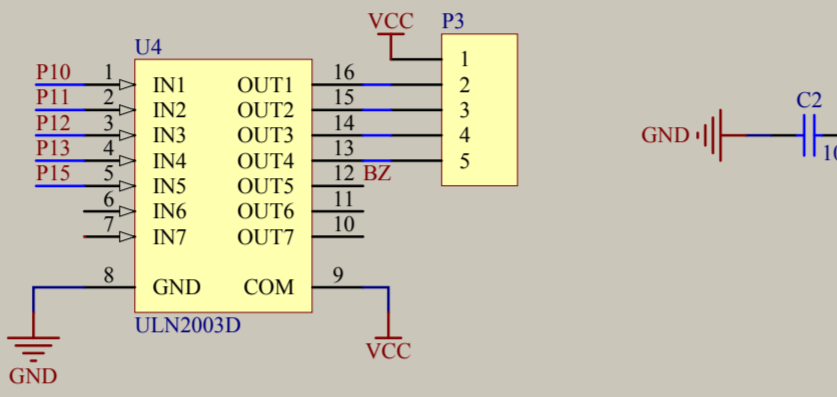 VCC P3
U4
P10 1 IN1 OUT1 16 1
P11 2 IN2 OUT2 15 2
P12 3 IN3 OUT3 14 3
P13 4 IN4 OUT4 13 4
P15 5 IN5 OUT5 12 BZ 5
6 IN6 OUT6 11
7 IN7 OUT7 10
8 GND COM 9
ULN2003D
VCC
GND
C2
GND